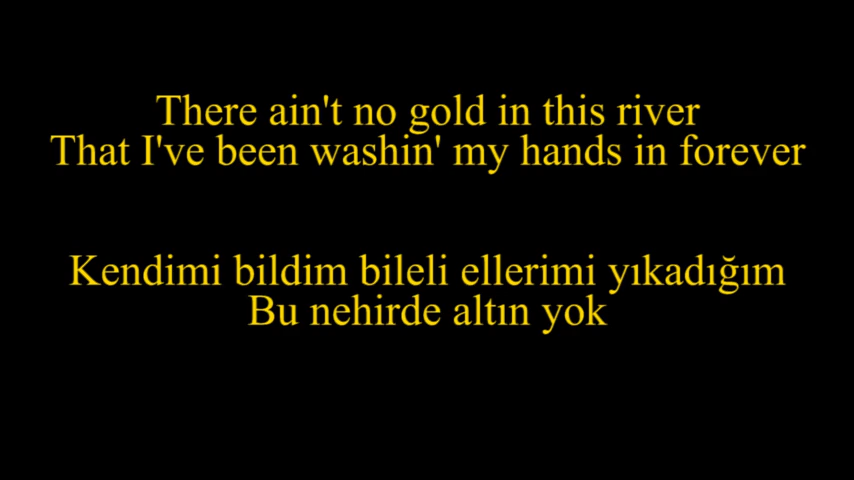 There ain't no gold in this river
That I've been washin' my hands in forever
Kendimi bildim bileli ellerimi yıkadığım
Bu nehirde altın yok